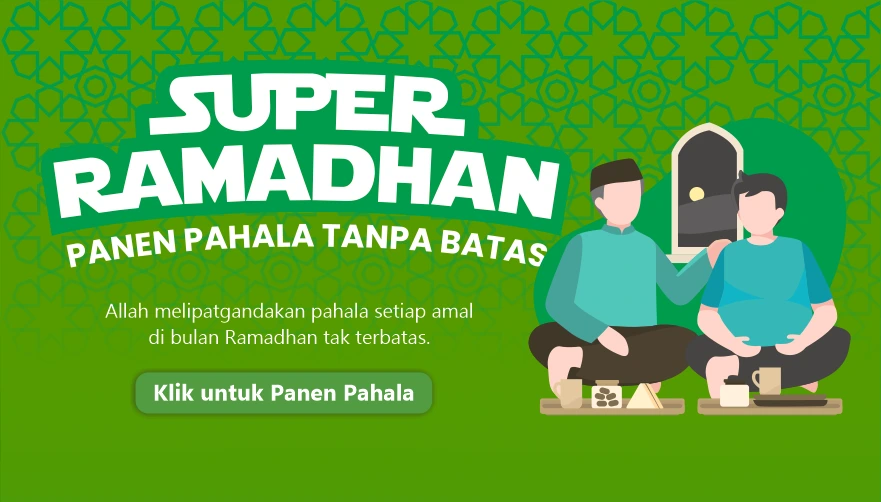 SUPER
RAMADHAN
PANEN PAHALA TANPA BATAS
Allah melipatgandakan pahala setiap amal
di bulan Ramadhan tak terbatas.
Klik untuk Panen Pahala